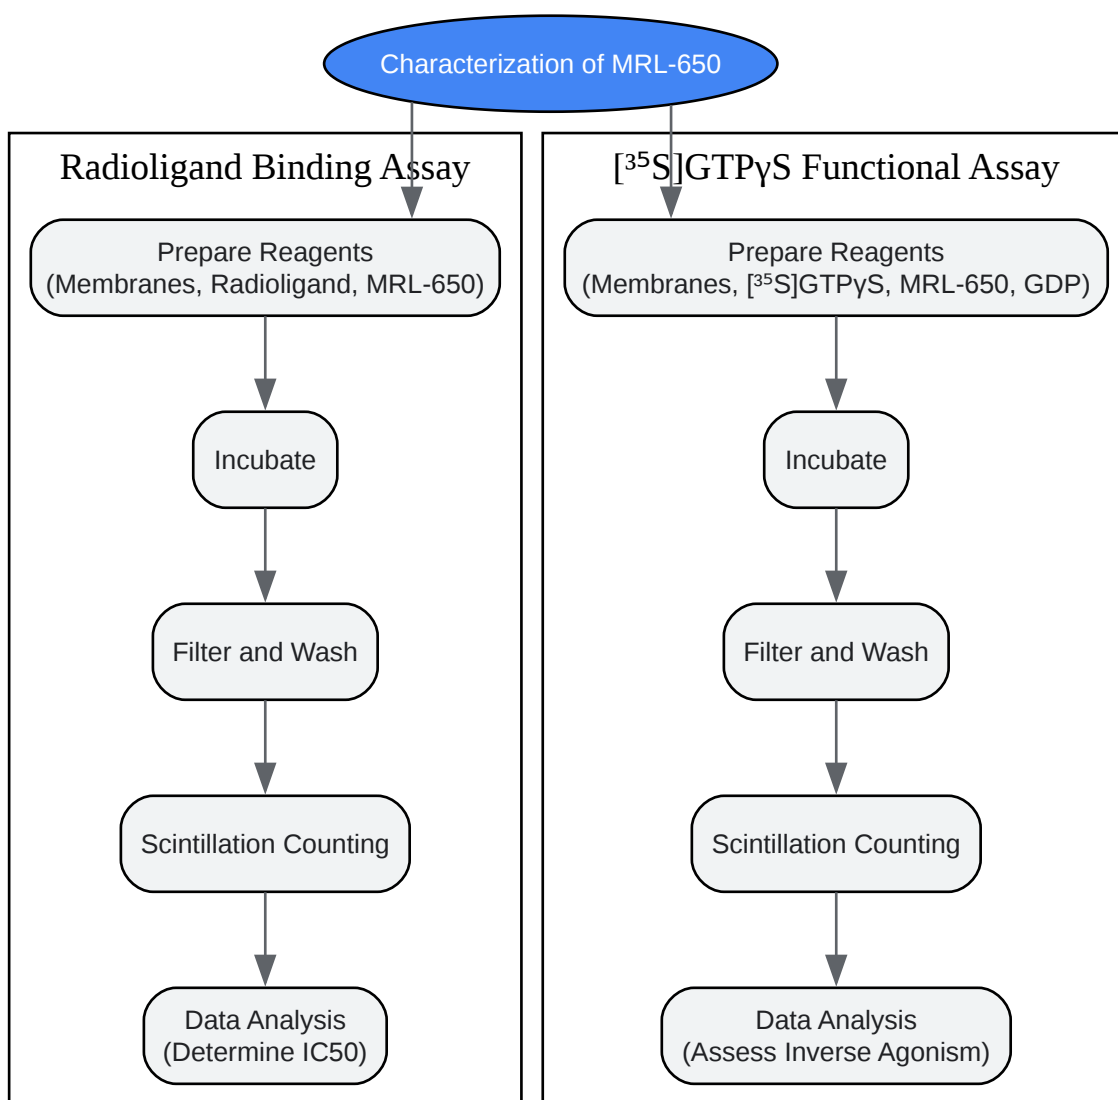 Characterization of MRL-650
Radioligand Binding Assay
Prepare Reagents
(Membranes, Radioligand, MRL-650)
Incubate
Filter and Wash
Scintillation Counting
Data Analysis
(Determine IC50)
[³⁵S]GTPγS Functional Assay
Prepare Reagents
(Membranes, [³⁵S]GTPγS, MRL-650, GDP)
Incubate
Filter and Wash
Scintillation Counting
Data Analysis
(Assess Inverse Agonism)